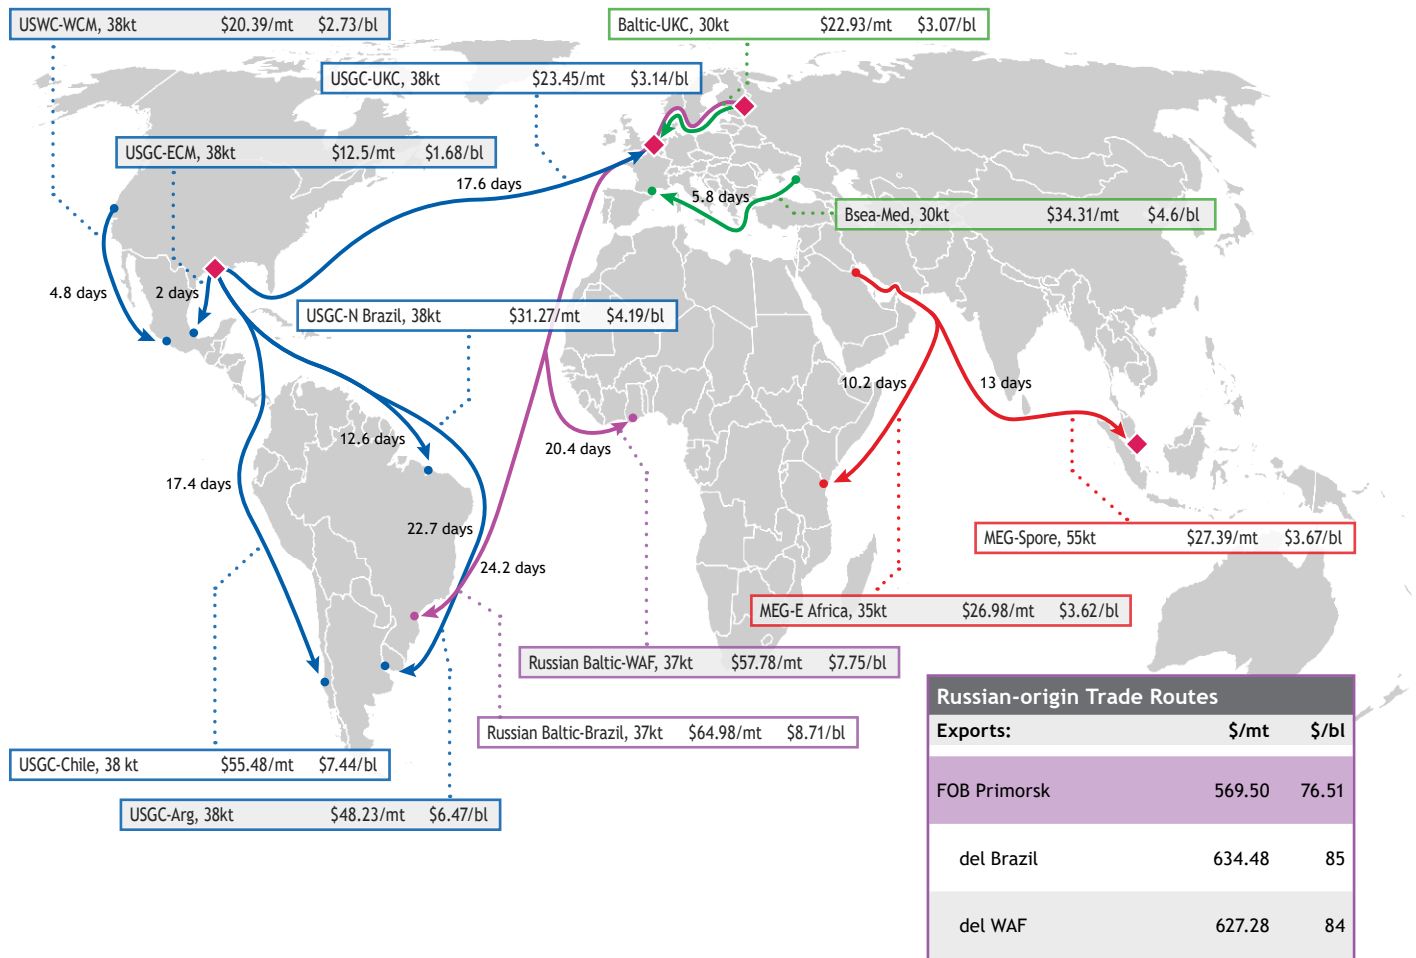 USWC-WCM, 38kt $20.39/mt $2.73/bl
Baltic-UKC, 30kt $22.93/mt $3.07/bl
USGC-UKC, 38kt $23.45/mt $3.14/bl
USGC-ECM, 38kt $12.5/mt $1.68/bl
17.6 days
5.8 days
Bsea-Med, 30kt $34.31/mt $4.6/bl
4.8 days
2 days
USGC-N Brazil, 38kt $31.27/mt $4.19/bl
10.2 days
13 days
12.6 days
20.4 days
17.4 days
22.7 days
24.2 days
MEG-Spore, 55kt $27.39/mt $3.67/bl
MEG-E Africa, 35kt $26.98/mt $3.62/bl
Russian Baltic-WAF, 37kt $57.78/mt $7.75/bl
Russian Baltic-Brazil, 37kt $64.98/mt $8.71/bl
USGC-Chile, 38 kt $55.48/mt $7.44/bl
USGC-Arg, 38kt $48.23/mt $6.47/bl
Russian-origin Trade Routes
Exports: $/mt $/bl
FOB Primorsk 569.50 76.51
del Brazil 634.48 85
del WAF 627.28 84